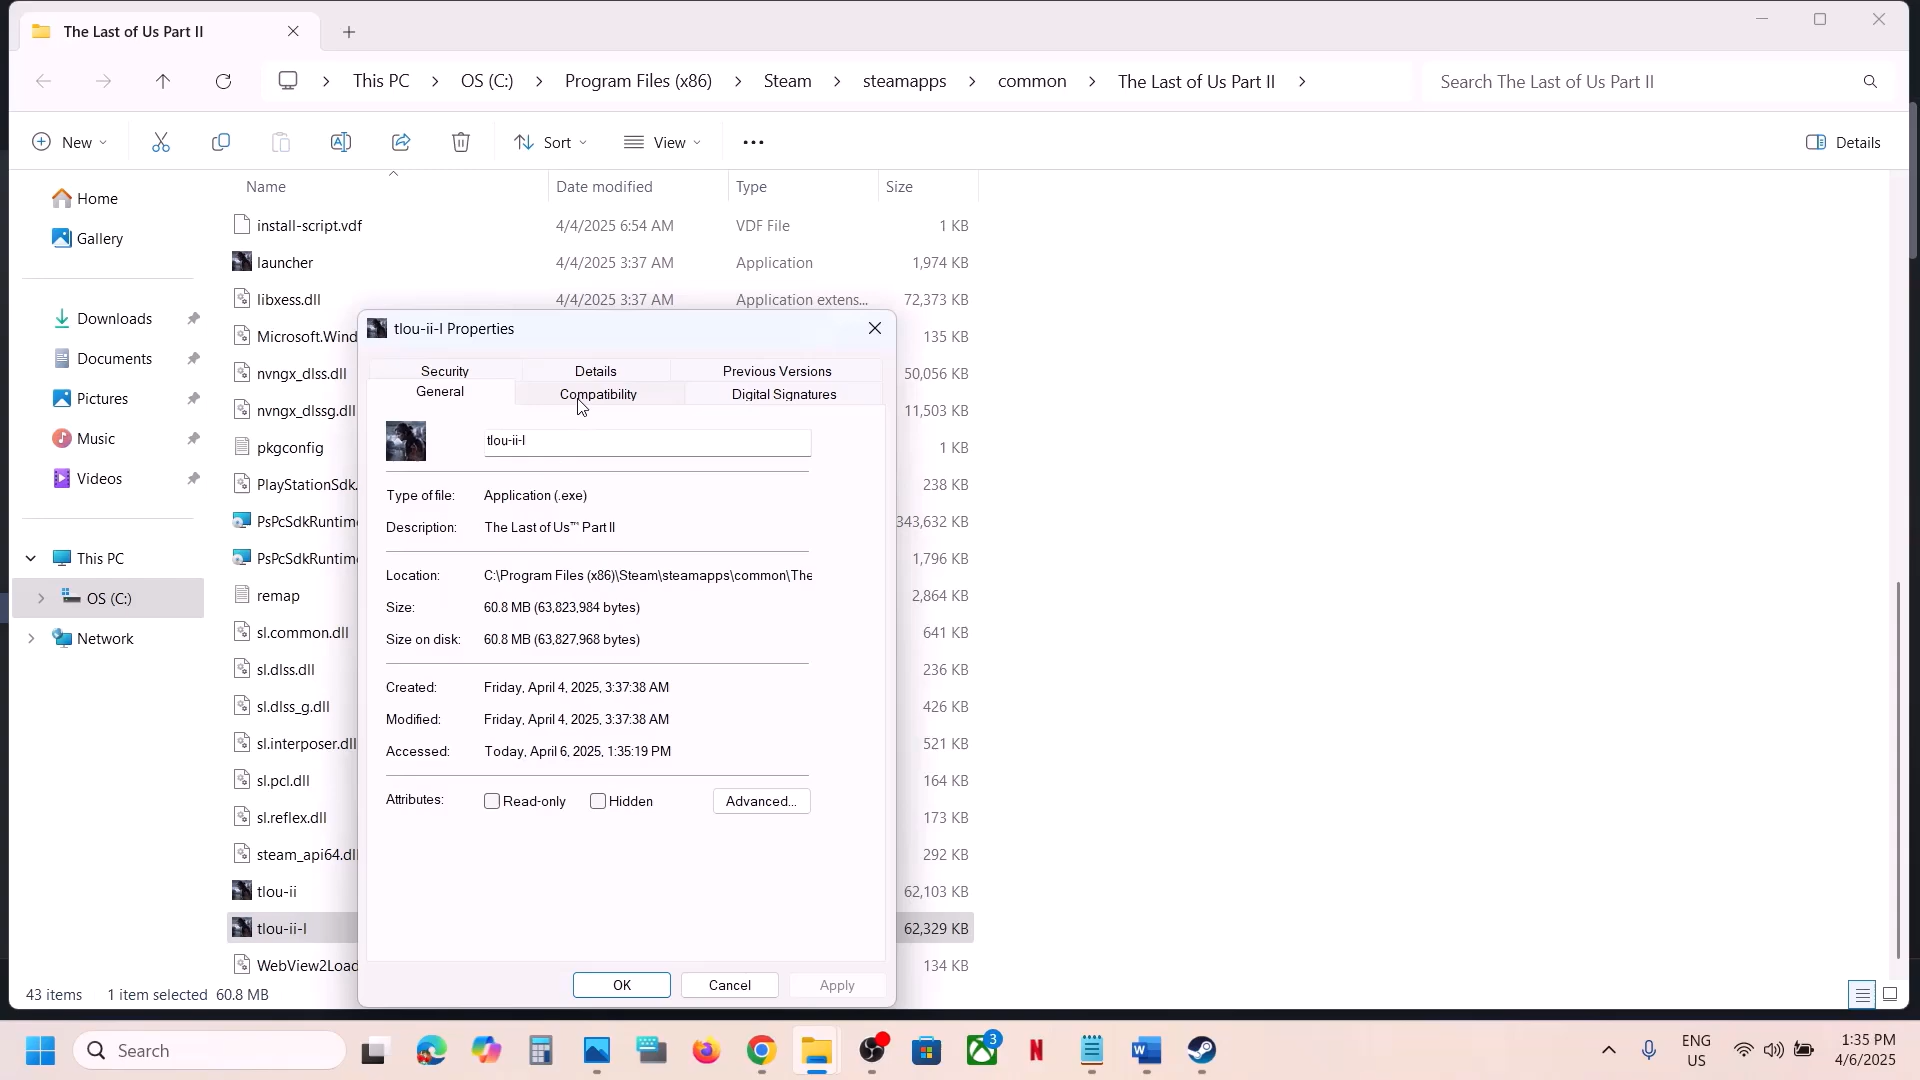 The Last of Us Part II
This PC > OS (C:) > Program Files (x86) > Steam > steamapps > common > The Last of Us Part II >
Search The Last of Us Part II
New
Sort
View
Details
Name Date modified Type Size
Home
Gallery
Downloads
Documents
Pictures
Music
Videos
This PC
OS (C:)
Network
install-script.vdf 4/4/2025 6:54 AM VDF File 1 KB
launcher 4/4/2025 3:37 AM Application 1,974 KB
libxess.dll 4/4/2025 3:37 AM Application extens... 72,373 KB
Microsoft.Wind 135 KB
nvngx_dlss.dll 50,056 KB
nvngx_dlssg.dll 11,503 KB
pkgconfig 1 KB
PlayStationSdk. 238 KB
PsPcSdkRuntime 343,632 KB
PsPcSdkRuntime 1,796 KB
remap 2,864 KB
sl.common.dll 641 KB
sl.dlss.dll 236 KB
sl.dlss_g.dll 426 KB
sl.interposer.dll 521 KB
sl.pcl.dll 164 KB
sl.reflex.dll 173 KB
steam_api64.dll 292 KB
tlou-ii 62,103 KB
tlou-ii-l 62,329 KB
WebView2Load 134 KB
tlou-ii-l Properties
Security Details Previous Versions
General Compatibility Digital Signatures
tlou-ii-l
Type of file: Application (.exe)
Description: The Last of Us™ Part II
Location: C:\Program Files (x86)\Steam\steamapps\common\The
Size: 60.8 MB (63,823,984 bytes)
Size on disk: 60.8 MB (63,827,968 bytes)
Created: Friday, April 4, 2025, 3:37:38 AM
Modified: Friday, April 4, 2025, 3:37:38 AM
Accessed: Today, April 6, 2025, 1:35:19 PM
Attributes: Read-only Hidden Advanced...
OK Cancel Apply
43 items 1 item selected 60.8 MB
Search
3
ENG
US
1:35 PM
4/6/2025